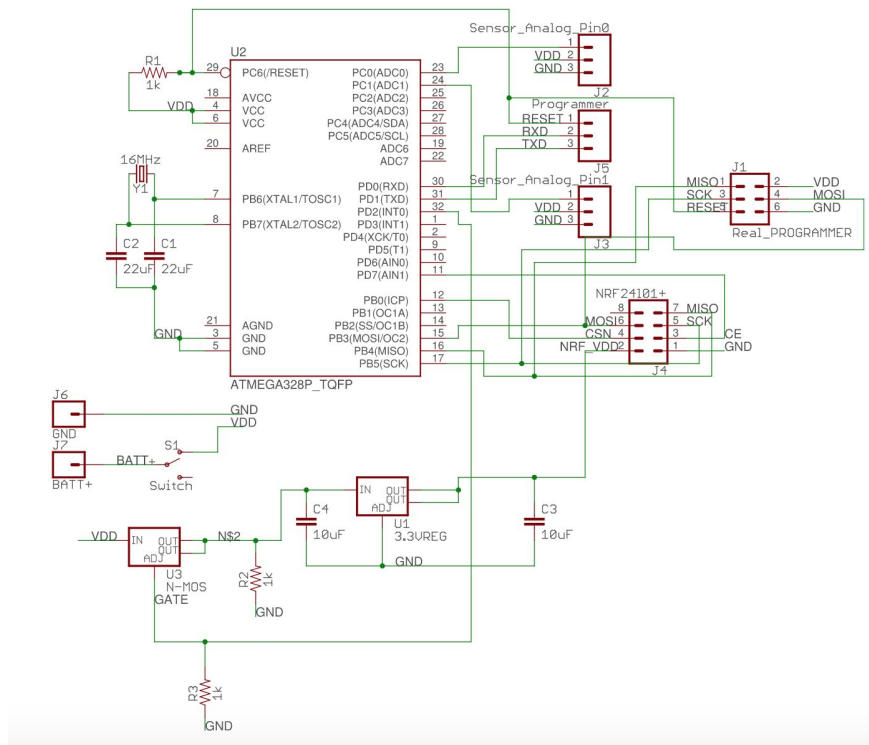 Sensor_Analog_Pin0
1
VDD 2
GND 3
J2
U2
R1
1k
29 PC6(/RESET)
18 AVCC
VDD 4 VCC
6 VCC
20 AREF
16MHz
Y1
7 PB6(XTAL1/TOSC1)
8 PB7(XTAL2/TOSC2)
C2
22uF
C1
22uF
21 AGND
GND 3 GND
5 GND
PC0(ADC0) 23
PC1(ADC1) 24
PC2(ADC2) 25
PC3(ADC3) 26
PC4(ADC4/SDA) 27
PC5(ADC5/SCL) 28
ADC6 19
ADC7 22
PD0(RXD) 30
PD1(TXD) 31
PD2(INT0) 32
PD3(INT1) 1
PD4(XCK/T0) 2
PD5(T1) 9
PD6(AIN0) 10
PD7(AIN1) 11
PB0(ICP) 12
PB1(OC1A) 13
PB2(SS/OC1B) 14
PB3(MOSI/OC2) 15
PB4(MISO) 16
PB5(SCK) 17
ATMEGA328P_TQFP
Programmer
RESET 1
RXD 2
TXD 3
J5
Sensor_Analog_Pin1
1
VDD 2
GND 3
J3
J1
MISO 1 2 VDD
SCK 3 4 MOSI
RESET 5 6 GND
Real_PROGRAMMER
NRF24l01+
8 7 MISO
MOSI 6 5 SCK
CSN 4 3 CE
NRF_VDD 2 1 GND
J4
J6
GND
GND
VDD
J7
BATT+
BATT+
S1
Switch
VDD
IN OUT
OUT
ADJ
U3
N-MOS
GATE
N$2
R2
1k
GND
C4
10uF
IN OUT
OUT
ADJ
U1
3.3VREG
GND
C3
10uF
R3
1k
GND